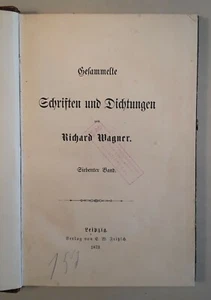 Gesammelte
Schriften und Dichtungen
von
Richard Wagner.
Siebenter Band.
Leipzig.
Verlag von E. W. Fritzsch